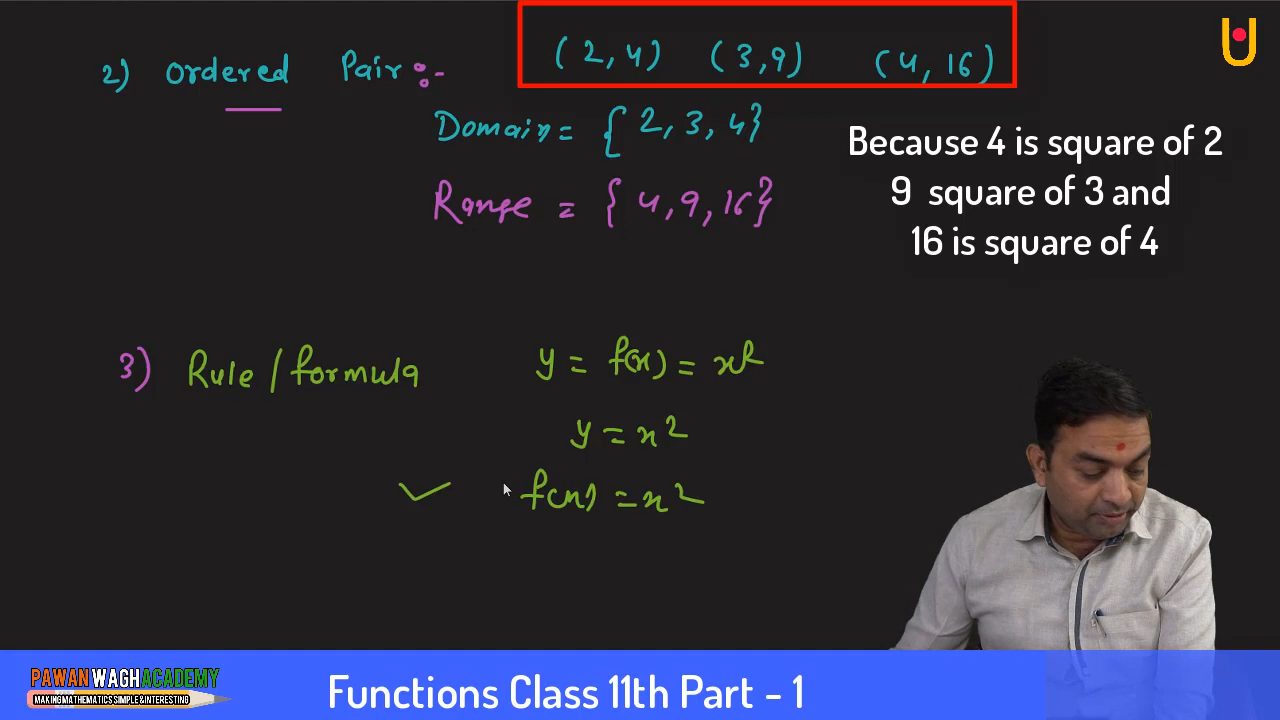 2) Ordered Pair :- (2,4) (3,9) (4,16)
Domain = { 2, 3, 4}
Range = { 4, 9, 16}
Because 4 is square of 2
9 square of 3 and
16 is square of 4
3) Rule / formula y = f(x) = x²
y = x²
f(x) = x²
PAWAN WAGH ACADEMY
MAKING MATHEMATICS SIMPLE & INTERESTING
Functions Class 11th Part - 1